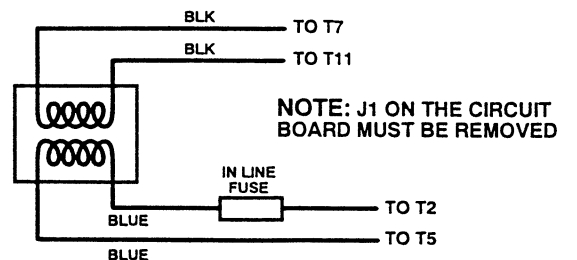 BLK
TO T7
BLK
TO T11
NOTE: J1 ON THE CIRCUIT
BOARD MUST BE REMOVED
IN LINE
FUSE
TO T2
BLUE
TO T5
BLUE